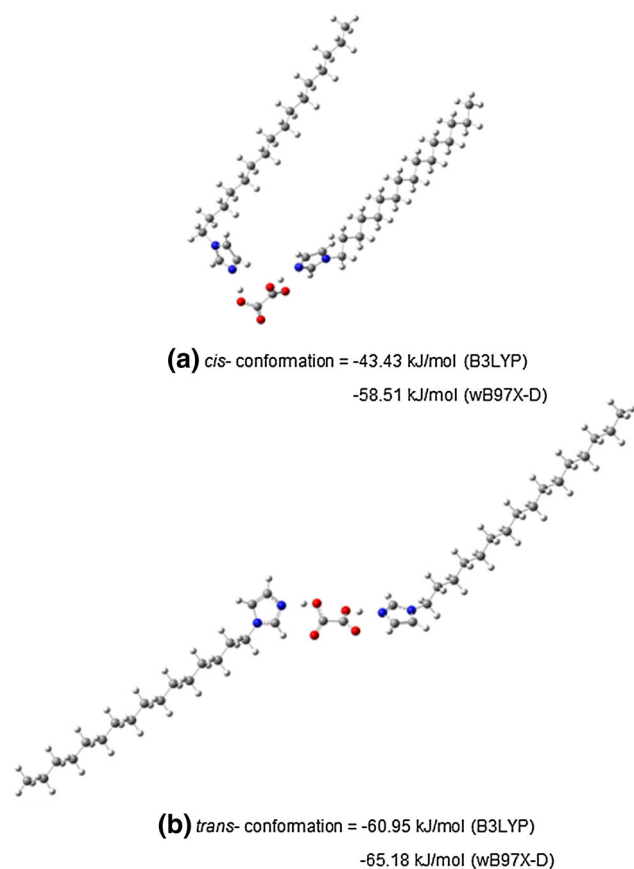 (a) cis- conformation = -43.43 kJ/mol (B3LYP)
-58.51 kJ/mol (wB97X-D)
(b) trans- conformation = -60.95 kJ/mol (B3LYP)
-65.18 kJ/mol (wB97X-D)